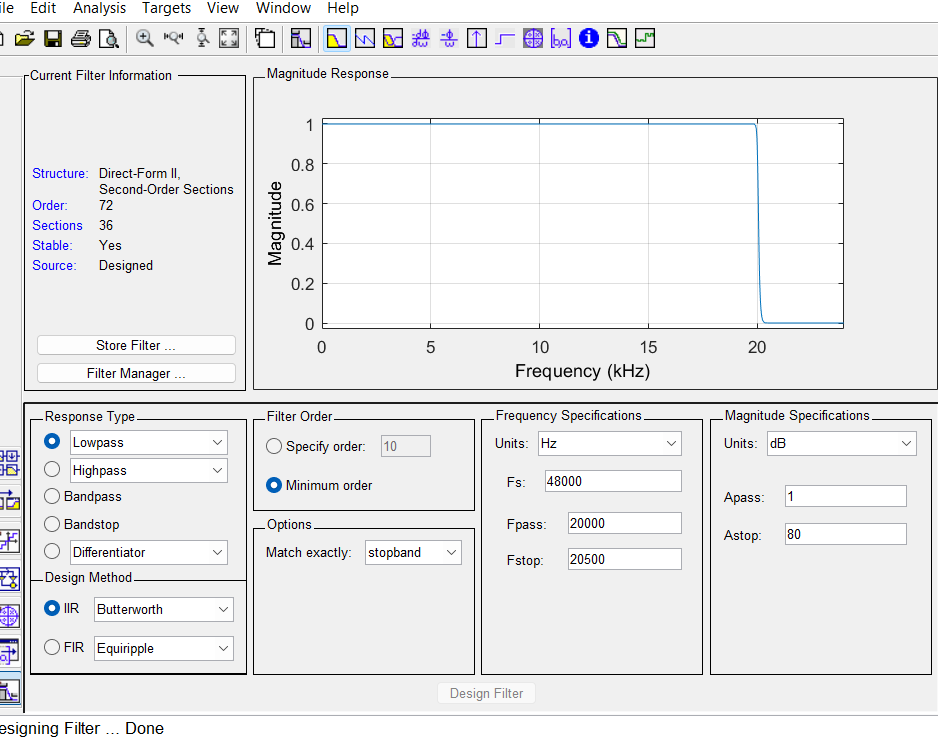 ile Edit Analysis Targets View Window Help
Current Filter Information
Structure: Direct-Form II,
Second-Order Sections
Order: 72
Sections 36
Stable: Yes
Source: Designed
Store Filter ...
Filter Manager ...
Magnitude Response
1
0.8
0.6
0.4
0.2
0
Magnitude
0 5 10 15 20
Frequency (kHz)
Response Type
Lowpass
Highpass
Bandpass
Bandstop
Differentiator
Design Method
IIR Butterworth
FIR Equiripple
Filter Order
Specify order: 10
Minimum order
Options
Match exactly: stopband
Frequency Specifications
Units: Hz
Fs: 48000
Fpass: 20000
Fstop: 20500
Magnitude Specifications
Units: dB
Apass: 1
Astop: 80
Design Filter
esigning Filter ... Done